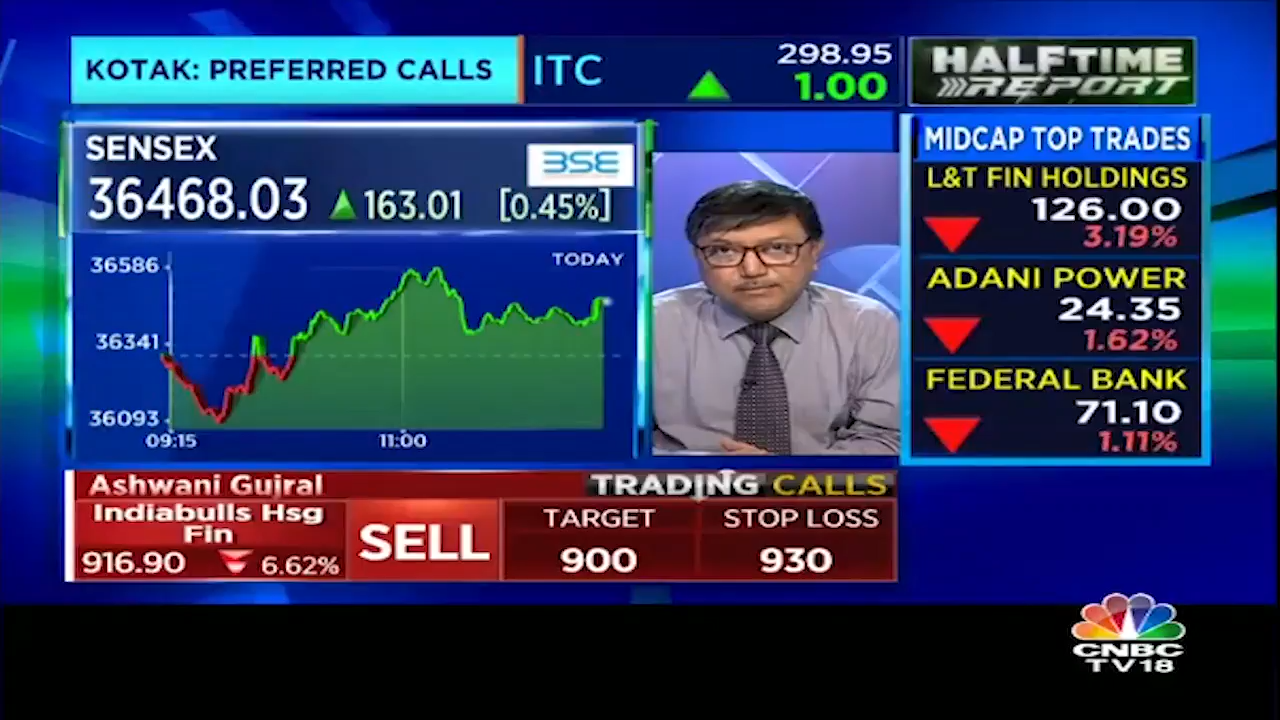 KOTAK: PREFERRED CALLS
ITC
298.95
1.00
HALFTIME
REPORT
SENSEX
BSE
36468.03 163.01 [0.45%]
TODAY
36586
36341
36093
09:15 11:00
MIDCAP TOP TRADES
L&T FIN HOLDINGS
126.00
3.19%
ADANI POWER
24.35
1.62%
FEDERAL BANK
71.10
1.11%
Ashwani Gujral
TRADING CALLS
Indiabulls Hsg
Fin
916.90 6.62%
SELL
TARGET
900
STOP LOSS
930
CNBC
TV18